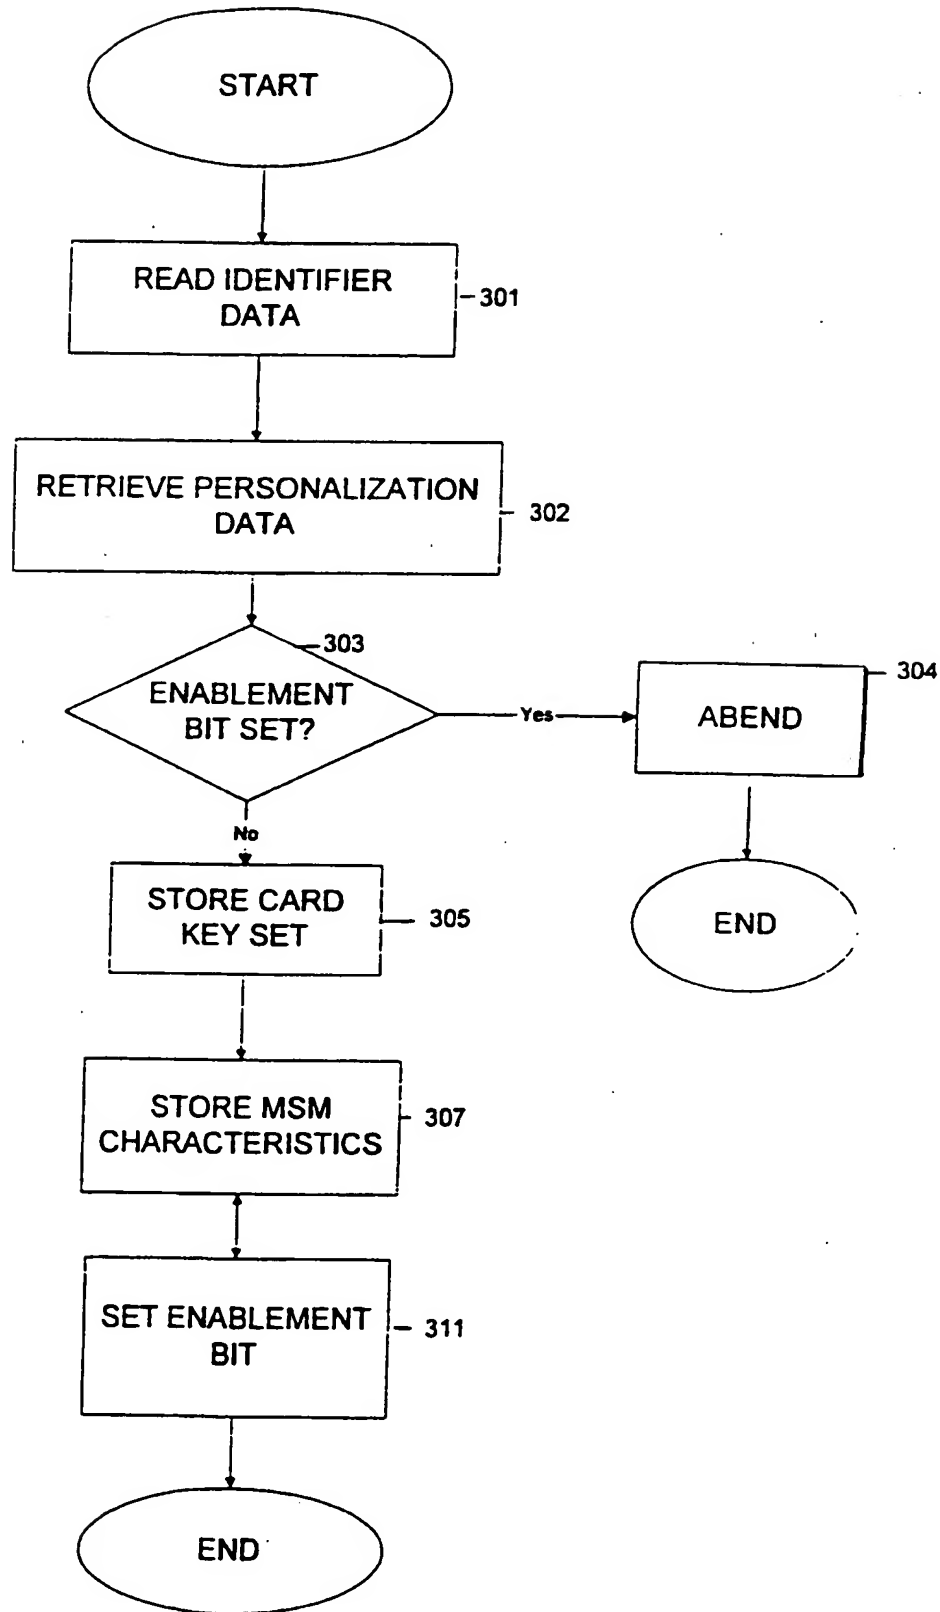 START
READ IDENTIFIER
DATA
301
RETRIEVE PERSONALIZATION
DATA
302
303
ENABLEMENT
BIT SET?
Yes
304
ABEND
No
END
STORE CARD
KEY SET
305
STORE MSM
CHARACTERISTICS
307
SET ENABLEMENT
BIT
311
END